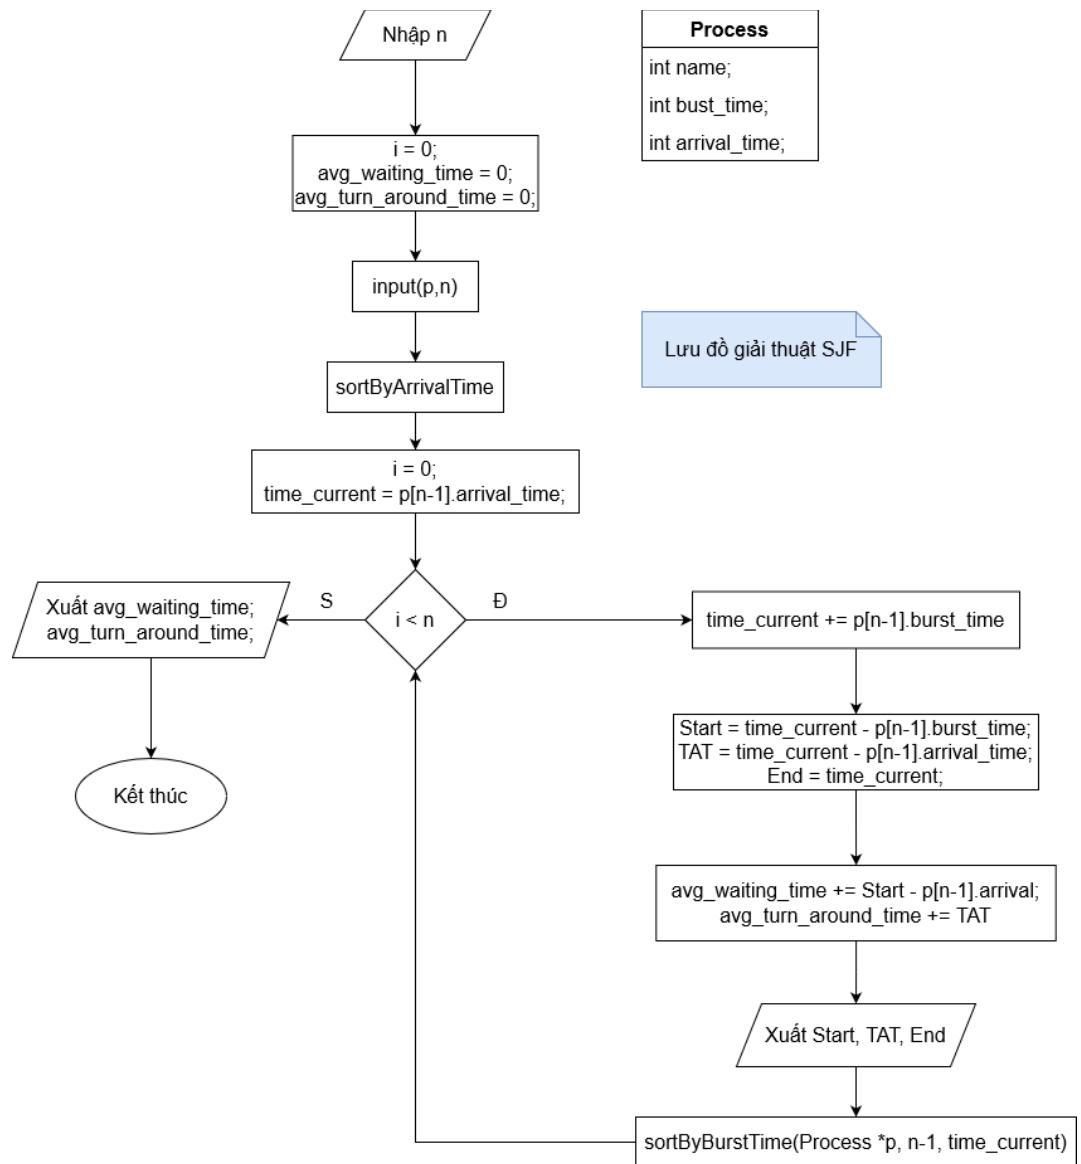 Nhập n
Process
int name;
int bust_time;
int arrival_time;
i = 0;
avg_waiting_time = 0;
avg_turn_around_time = 0;
input(p,n)
Lưu đồ giải thuật SJF
sortByArrivalTime
i = 0;
time_current = p[n-1].arrival_time;
Xuất avg_waiting_time;
avg_turn_around_time;
S
i < n
Đ
time_current += p[n-1].burst_time
Start = time_current - p[n-1].burst_time;
TAT = time_current - p[n-1].arrival_time;
End = time_current;
Kết thúc
avg_waiting_time += Start - p[n-1].arrival;
avg_turn_around_time += TAT
Xuất Start, TAT, End
sortByBurstTime(Process *p, n-1, time_current)